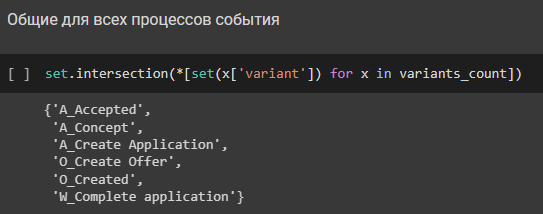 Общие для всех процессов события
[ ] set.intersection(*[set(x['variant']) for x in variants_count])
{'A_Accepted',
'A_Concept',
'A_Create Application',
'O_Create Offer',
'O_Created',
'W_Complete application'}